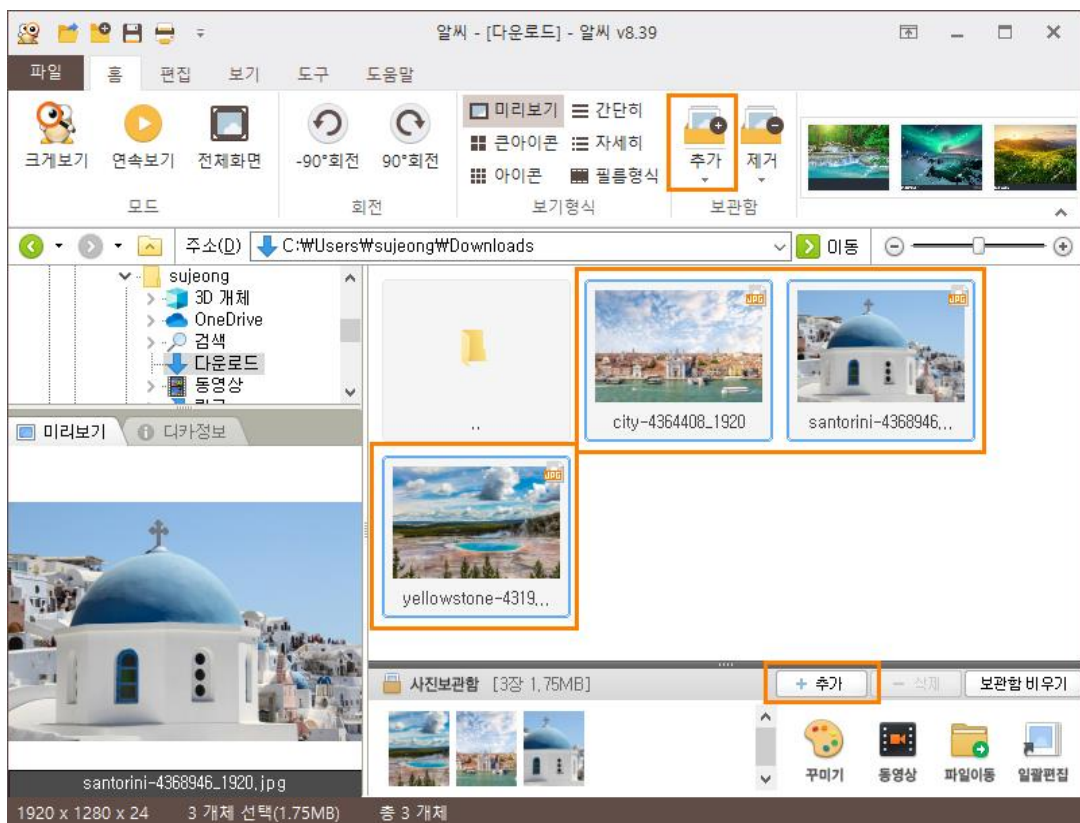 알씨 - [다운로드] - 알씨 v8.39
파일 홈 편집 보기 도구 도움말
크게보기 연속보기 전체화면 -90°회전 90°회전 미리보기 간단히 큰아이콘 자세히 아이콘 필름형식 추가 제거
모드 회전 보기형식 보관함
주소(D) C:₩Users₩sujeong₩Downloads 이동
sujeong
3D 개체
OneDrive
검색
다운로드
동영상
미리보기 디카정보
santorini-4368946_1920.jpg
..
JPG
city-4364408_1920
JPG
santorini-4368946...
JPG
yellowstone-4319...
사진보관함 [3장 1.75MB] + 추가 - 삭제 보관함 비우기
꾸미기 동영상 파일이동 일괄편집
1920 x 1280 x 24 3 개체 선택(1.75MB) 총 3 개체